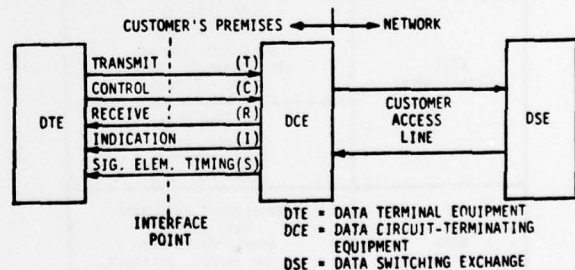 CUSTOMER'S PREMISES
NETWORK
TRANSMIT (T)
CONTROL (C)
RECEIVE (R)
INDICATION (I)
SIG. ELEM. TIMING(S)
DTE
DCE
CUSTOMER
ACCESS
LINE
DSE
INTERFACE
POINT
DTE = DATA TERMINAL EQUIPMENT
DCE = DATA CIRCUIT-TERMINATING
EQUIPMENT
DSE = DATA SWITCHING EXCHANGE